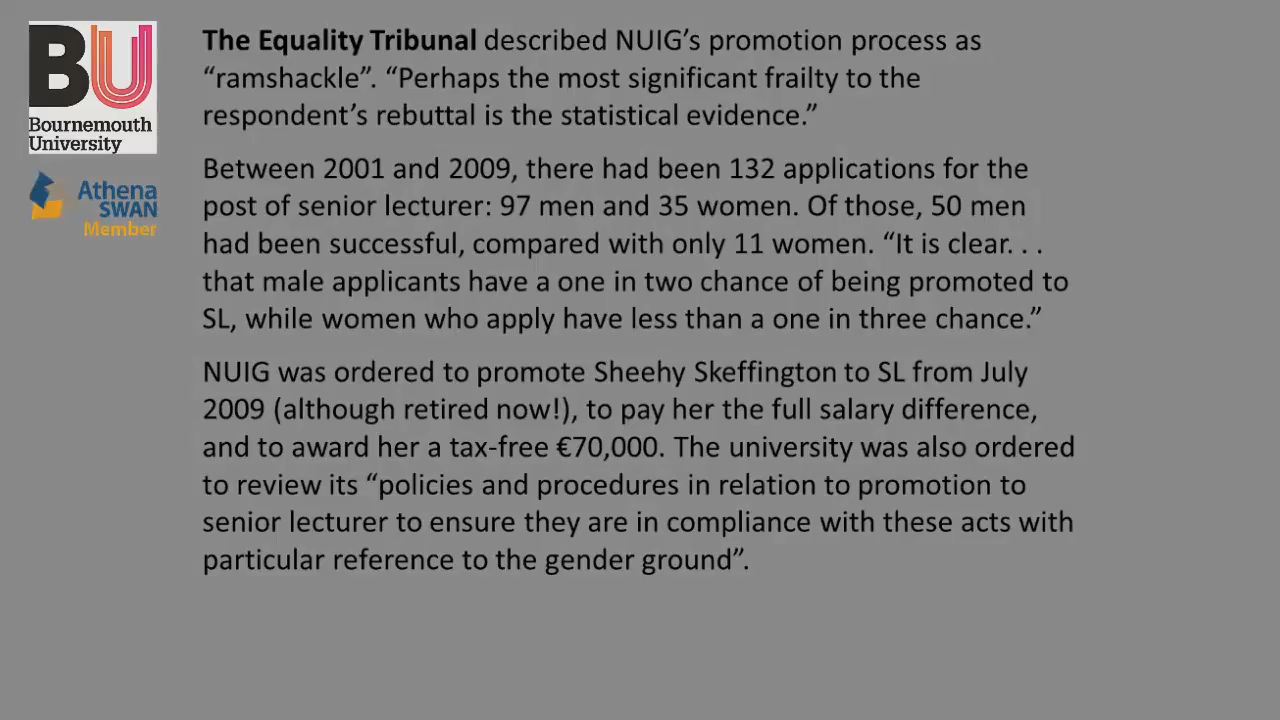 BU
Bournemouth
University
Athena
SWAN
Member
The Equality Tribunal described NUIG’s promotion process as
“ramshackle”. “Perhaps the most significant frailty to the
respondent’s rebuttal is the statistical evidence.”
Between 2001 and 2009, there had been 132 applications for the
post of senior lecturer: 97 men and 35 women. Of those, 50 men
had been successful, compared with only 11 women. “It is clear. . .
that male applicants have a one in two chance of being promoted to
SL, while women who apply have less than a one in three chance.”
NUIG was ordered to promote Sheehy Skeffington to SL from July
2009 (although retired now!), to pay her the full salary difference,
and to award her a tax-free €70,000. The university was also ordered
to review its “policies and procedures in relation to promotion to
senior lecturer to ensure they are in compliance with these acts with
particular reference to the gender ground”.